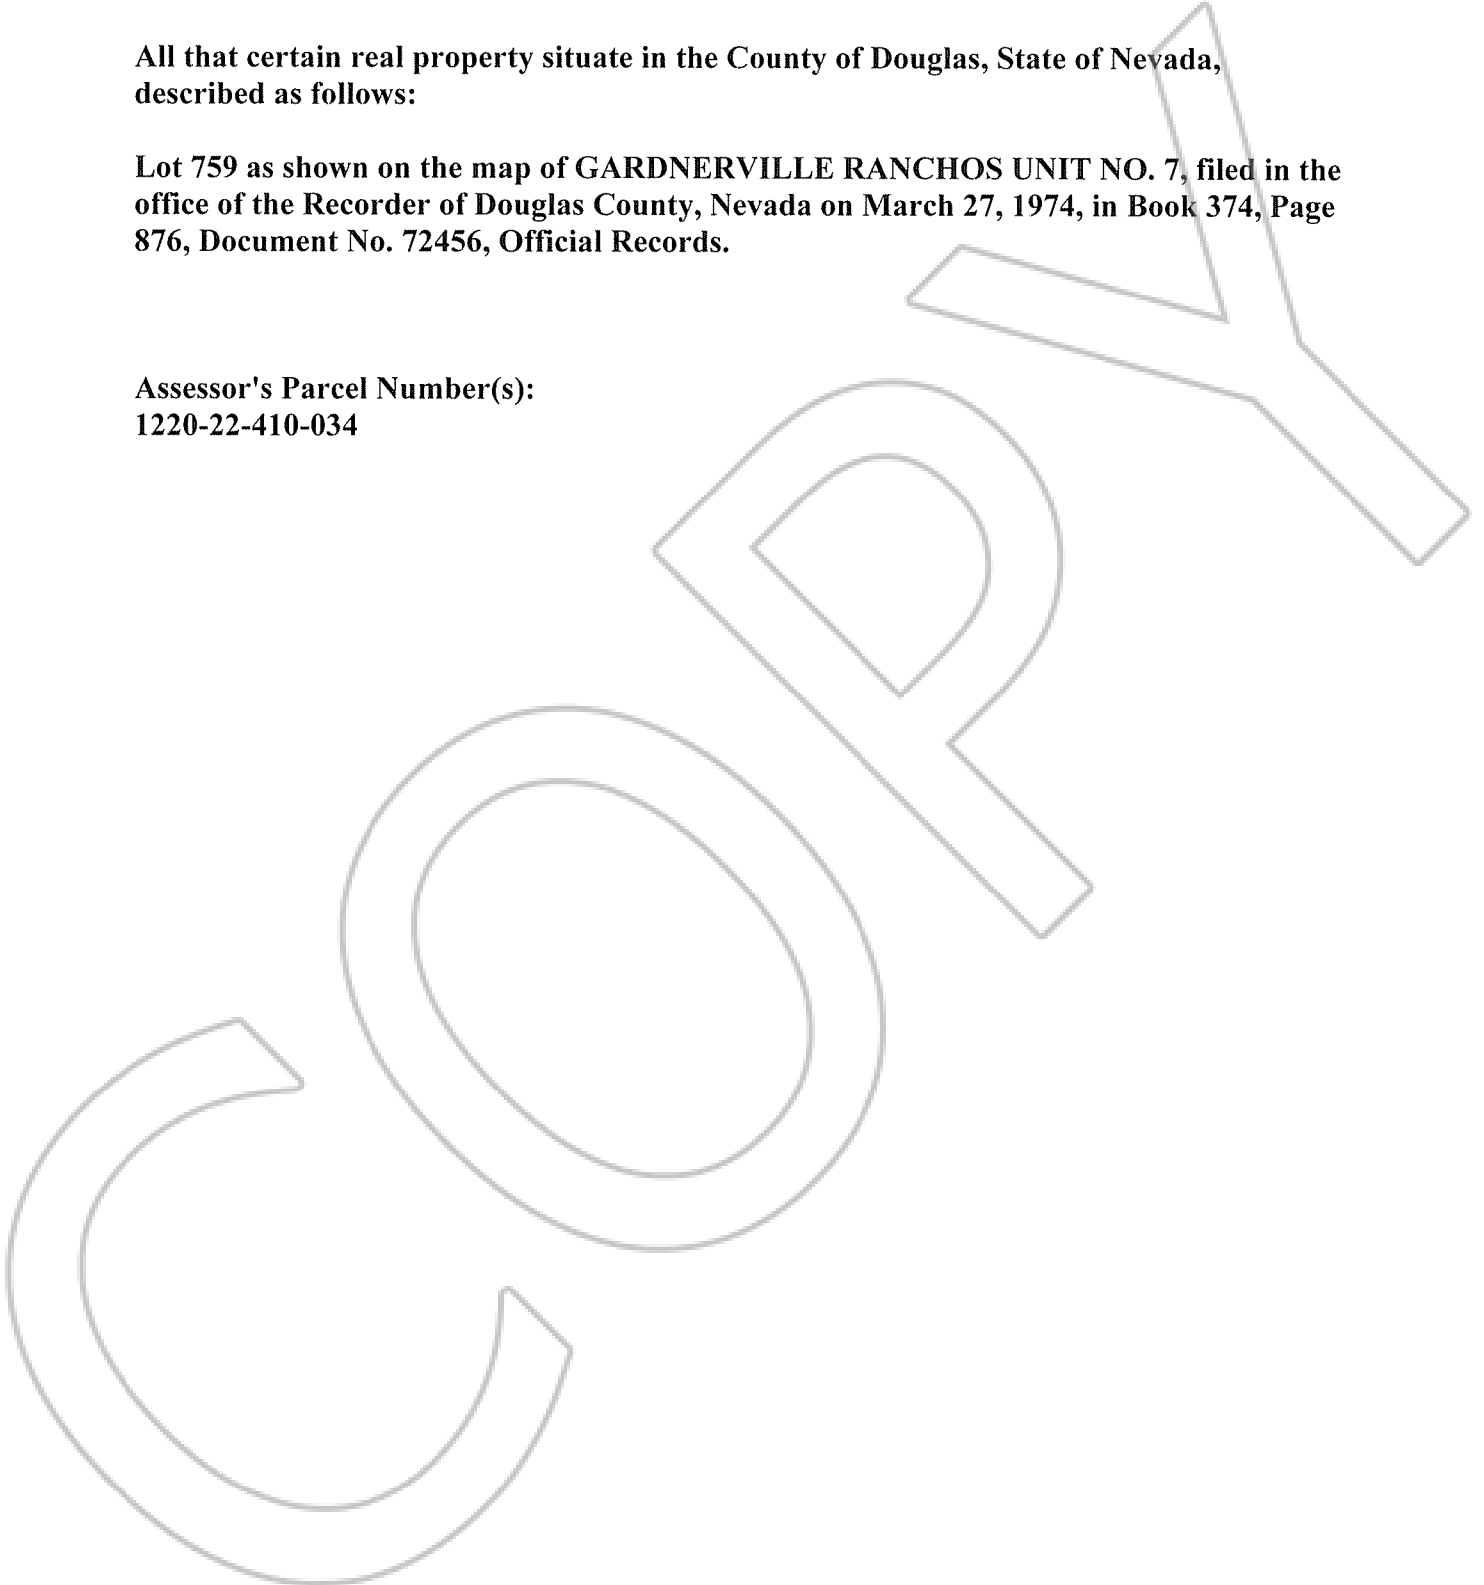 All that certain real property situate in the County of Douglas, State of Nevada,
described as follows:
Lot 759 as shown on the map of GARDNERVILLE RANCHOS UNIT NO. 7, filed in the
office of the Recorder of Douglas County, Nevada on March 27, 1974, in Book 374, Page
876, Document No. 72456, Official Records.
Assessor's Parcel Number(s):
1220-22-410-034
COPY